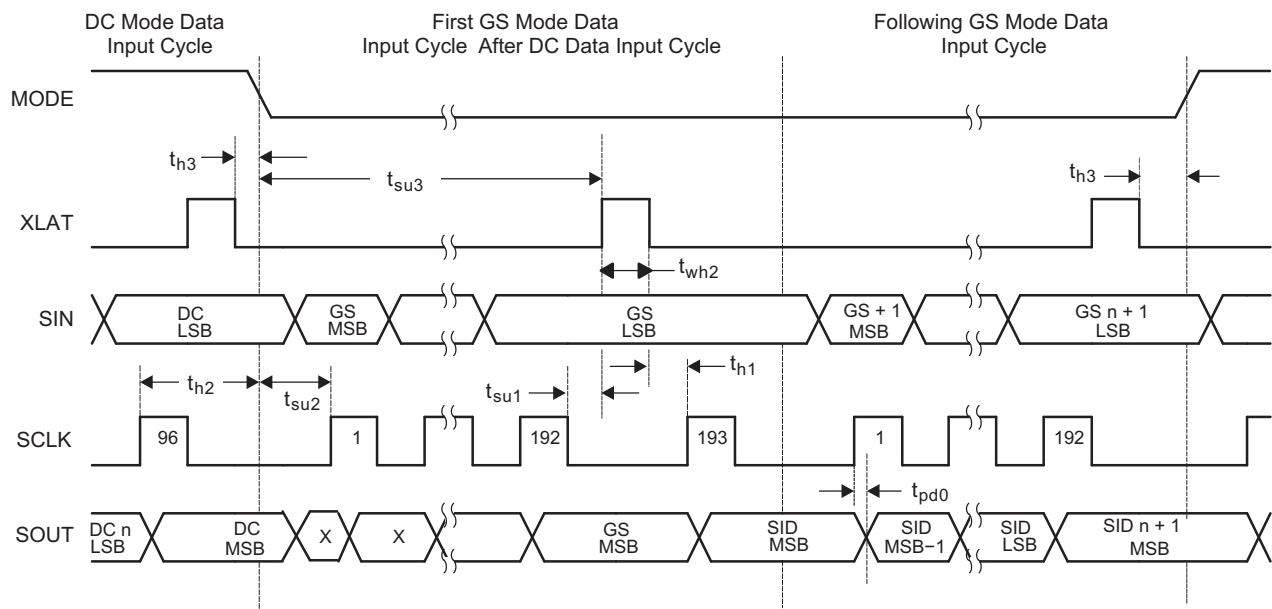 DC Mode Data
Input Cycle
First GS Mode Data
Input Cycle After DC Data Input Cycle
Following GS Mode Data
Input Cycle
MODE
th3
tsu3
th3
XLAT
twh2
SIN
DC
LSB
GS
MSB
GS
LSB
GS + 1
MSB
GS n + 1
LSB
th2
tsu2
tsu1
th1
SCLK
96
1
192
193
1
192
tpd0
SOUT
DC n
LSB
DC
MSB
X
X
GS
MSB
SID
MSB
SID
MSB−1
SID
LSB
SID n + 1
MSB